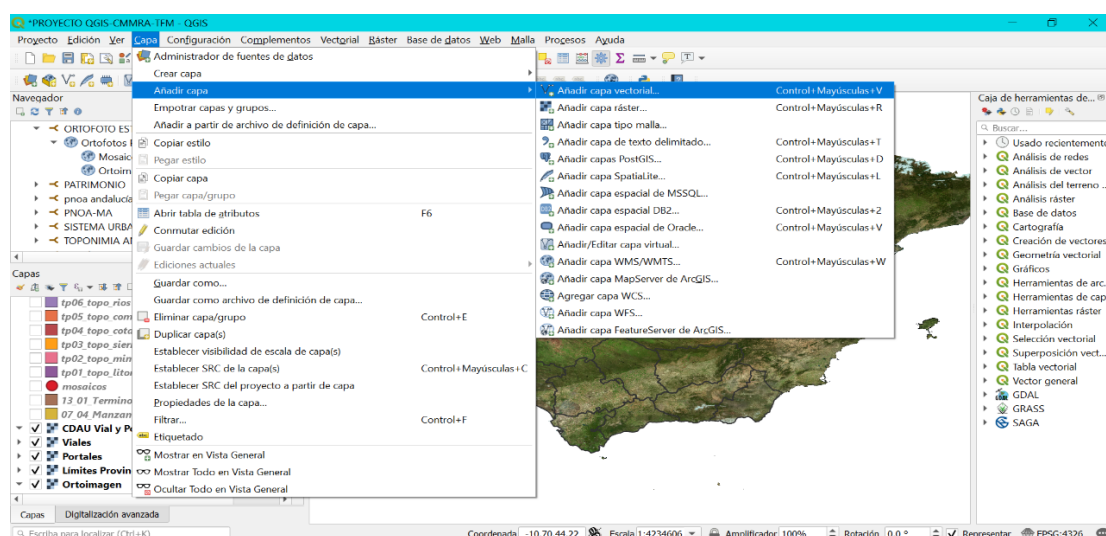 *PROYECTO QGIS-CMMRA-TFM - QGIS
Proyecto Edición Ver Capa Configuración Complementos Vectorial Ráster Base de datos Web Malla Procesos Ayuda
Navegador
ORTOFOTO EST
Ortofotos
Mosaic
Ortoim
PATRIMONIO
pnoa andalucía
PNOA-MA
SISTEMA URBA
TOPONIMIA AN
Capas
tp06_topo_rios
tp05_topo_com
tp04_topo_coto
tp03_topo_sier
tp02_topo_min
tp01_topo_lito
mosaicos
13_01_Termino
07_04_Manzan
CDAU Vial y Po
Viales
Portales
Límites Provin
Ortoimagen
Capas Digitalización avanzada
Administrador de fuentes de datos
Crear capa
Añadir capa
Empotrar capas y grupos...
Añadir a partir de archivo de definición de capa...
Copiar estilo
Pegar estilo
Copiar capa
Pegar capa/grupo
Abrir tabla de atributos F6
Conmutar edición
Guardar cambios de la capa
Ediciones actuales
Guardar como...
Guardar como archivo de definición de capa...
Eliminar capa/grupo Control+E
Duplicar capa(s)
Establecer visibilidad de escala de capa(s)
Establecer SRC de la capa(s) Control+Mayúsculas+C
Establecer SRC del proyecto a partir de capa
Propiedades de la capa...
Filtrar... Control+F
Etiquetado
Mostrar en Vista General
Mostrar Todo en Vista General
Ocultar Todo en Vista General
Añadir capa vectorial... Control+Mayúsculas+V
Añadir capa ráster... Control+Mayúsculas+R
Añadir capa tipo malla...
Añadir capa de texto delimitado... Control+Mayúsculas+T
Añadir capas PostGIS... Control+Mayúsculas+D
Añadir capa SpatiaLite... Control+Mayúsculas+L
Añadir capa espacial de MSSQL...
Añadir capa espacial DB2... Control+Mayúsculas+2
Añadir capa espacial de Oracle... Control+Mayúsculas+V
Añadir/Editar capa virtual...
Añadir capa WMS/WMTS... Control+Mayúsculas+W
Añadir capa MapServer de ArcGIS...
Agregar capa WCS...
Añadir capa WFS...
Añadir capa FeatureServer de ArcGIS...
Caja de herramientas de...
Buscar...
Usado recientemente
Análisis de redes
Análisis de vector
Análisis del terreno ...
Análisis ráster
Base de datos
Cartografía
Creación de vectores
Geometría vectorial
Gráficos
Herramientas de arc.
Herramientas de cap
Herramientas ráster
Interpolación
Selección vectorial
Superposición vect...
Tabla vectorial
Vector general
GDAL
GRASS
SAGA
Escriba para localizar (Ctrl+K) Coordenada -10.70,44.22 Escala 1:4234606 Amplificador 100% Rotación 0,0 ° Representar EPSG:4326